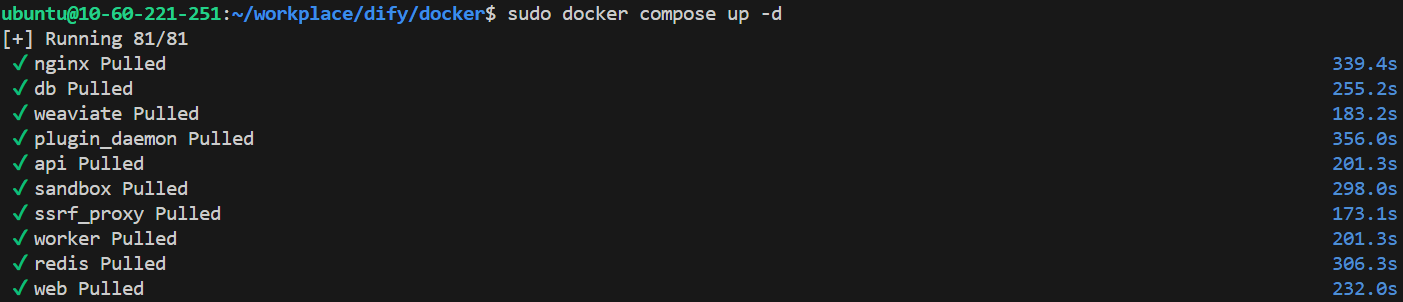 ubuntu@10-60-221-251:~/workplace/dify/docker$ sudo docker compose up -d
[+] Running 81/81
✓ nginx Pulled 339.4s
✓ db Pulled 255.2s
✓ weaviate Pulled 183.2s
✓ plugin_daemon Pulled 356.0s
✓ api Pulled 201.3s
✓ sandbox Pulled 298.0s
✓ ssrf_proxy Pulled 173.1s
✓ worker Pulled 201.3s
✓ redis Pulled 306.3s
✓ web Pulled 232.0s